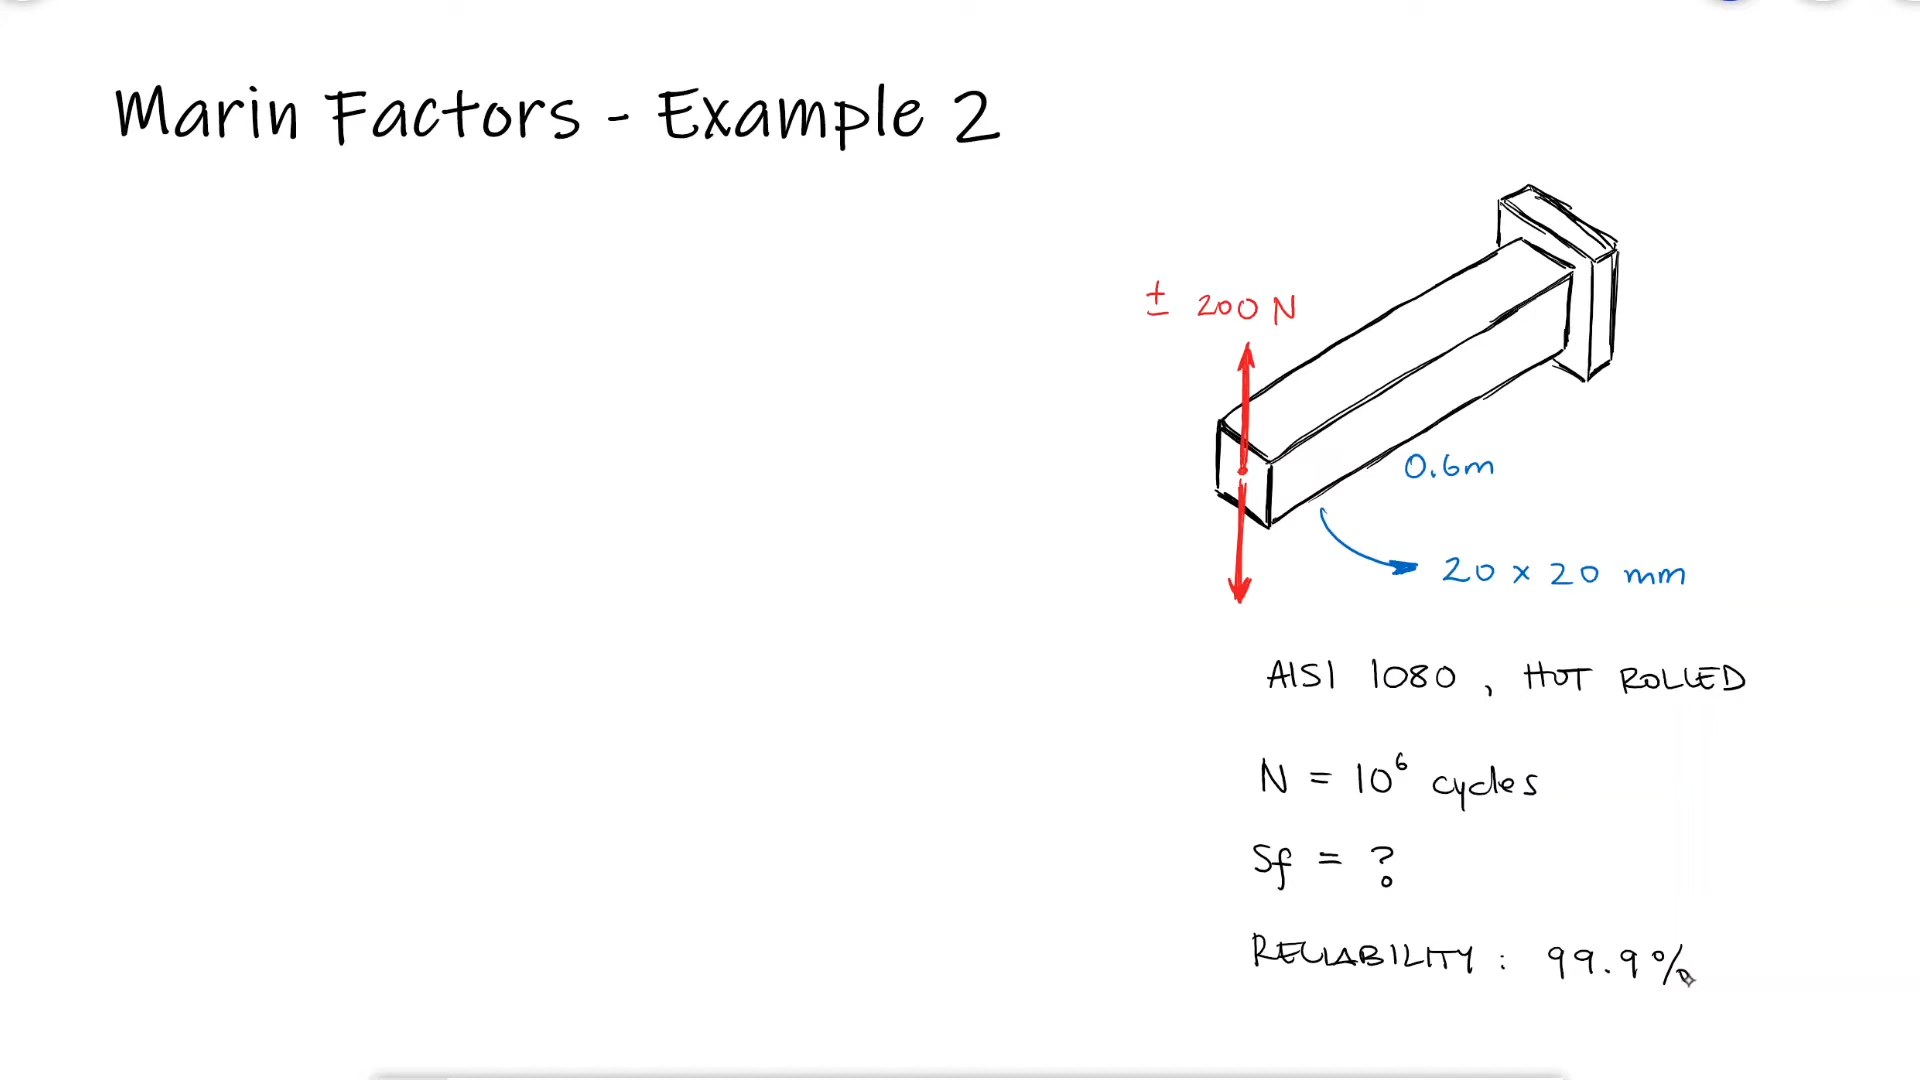 Marin Factors - Example 2
± 200 N
0.6m
20 x 20 mm
AISI 1080, HOT ROLLED
N = 10⁶ cycles
Sf = ?
RELIABILITY: 99.9%